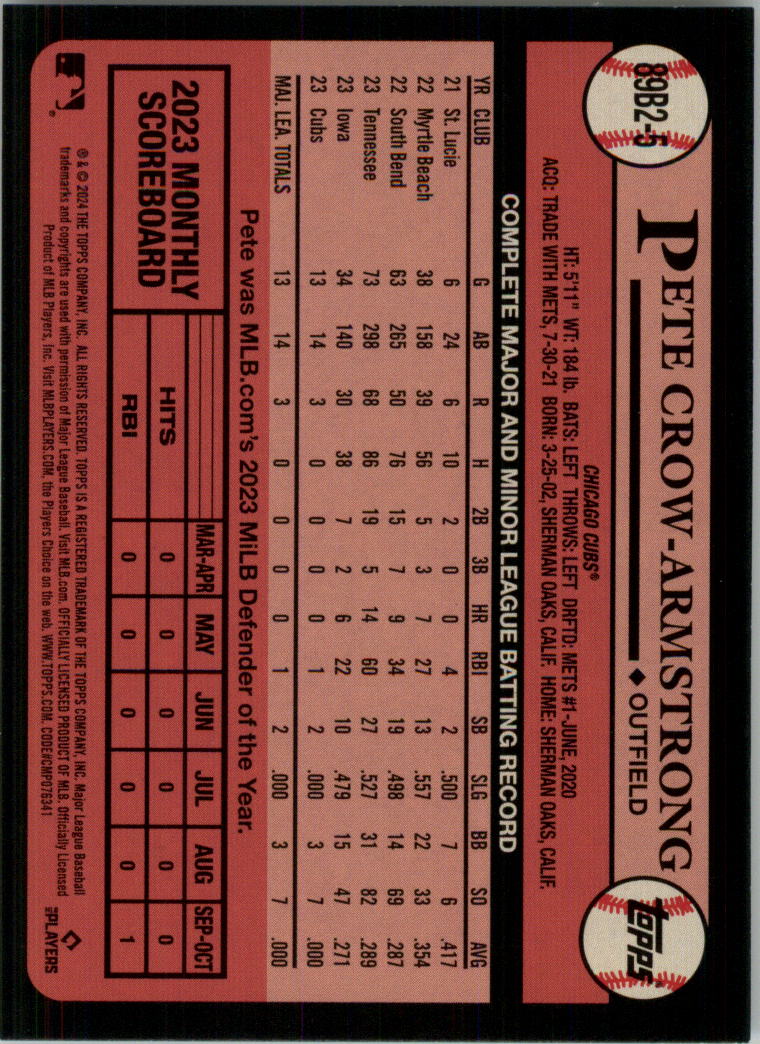 89B2-5
PETE CROW-ARMSTRONG
◆ OUTFIELD
topps®
CHICAGO CUBS®
HT: 5'11" WT: 184 lb. BATS: LEFT THROWS: LEFT DRFTD: METS #1-JUNE, 2020
ACQ: TRADE WITH METS, 7-30-21 BORN: 3-25-02, SHERMAN OAKS, CALIF. HOME: SHERMAN OAKS, CALIF.
COMPLETE MAJOR AND MINOR LEAGUE BATTING RECORD
YR CLUB G AB R H 2B 3B HR RBI SB SLG BB SO AVG
21 St. Lucie 6 24 6 10 2 0 0 4 2 .500 7 6 .417
22 Myrtle Beach 38 158 39 56 5 3 7 27 13 .557 22 33 .354
22 South Bend 63 265 50 76 15 7 9 34 19 .498 14 69 .287
23 Tennessee 73 298 68 86 19 5 14 60 27 .527 31 82 .289
23 Iowa 34 140 30 38 7 2 6 22 10 .479 15 47 .271
23 Cubs 13 14 3 0 0 0 0 1 2 .000 3 7 .000
MAJ. LEA. TOTALS 13 14 3 0 0 0 0 1 2 .000 3 7 .000
Pete was MLB.com's 2023 MiLB Defender of the Year.
2023 MONTHLY
SCOREBOARD
MAR-APR MAY JUN JUL AUG SEP-OCT
HITS 0 0 0 0 0 0
RBI 0 0 0 0 0 1
® & © 2024 THE TOPPS COMPANY, INC. ALL RIGHTS RESERVED. TOPPS IS A REGISTERED TRADEMARK OF THE TOPPS COMPANY, INC. Major League Baseball
trademarks and copyrights are used with permission of Major League Baseball. Visit MLB.com. OFFICIALLY LICENSED PRODUCT OF MLB. Officially Licensed
Product of MLB Players, Inc. Visit MLBPLAYERS.COM, the Players Choice on the web. WWW.TOPPS.COM. CODE#CMP076341
MLB PLAYERS